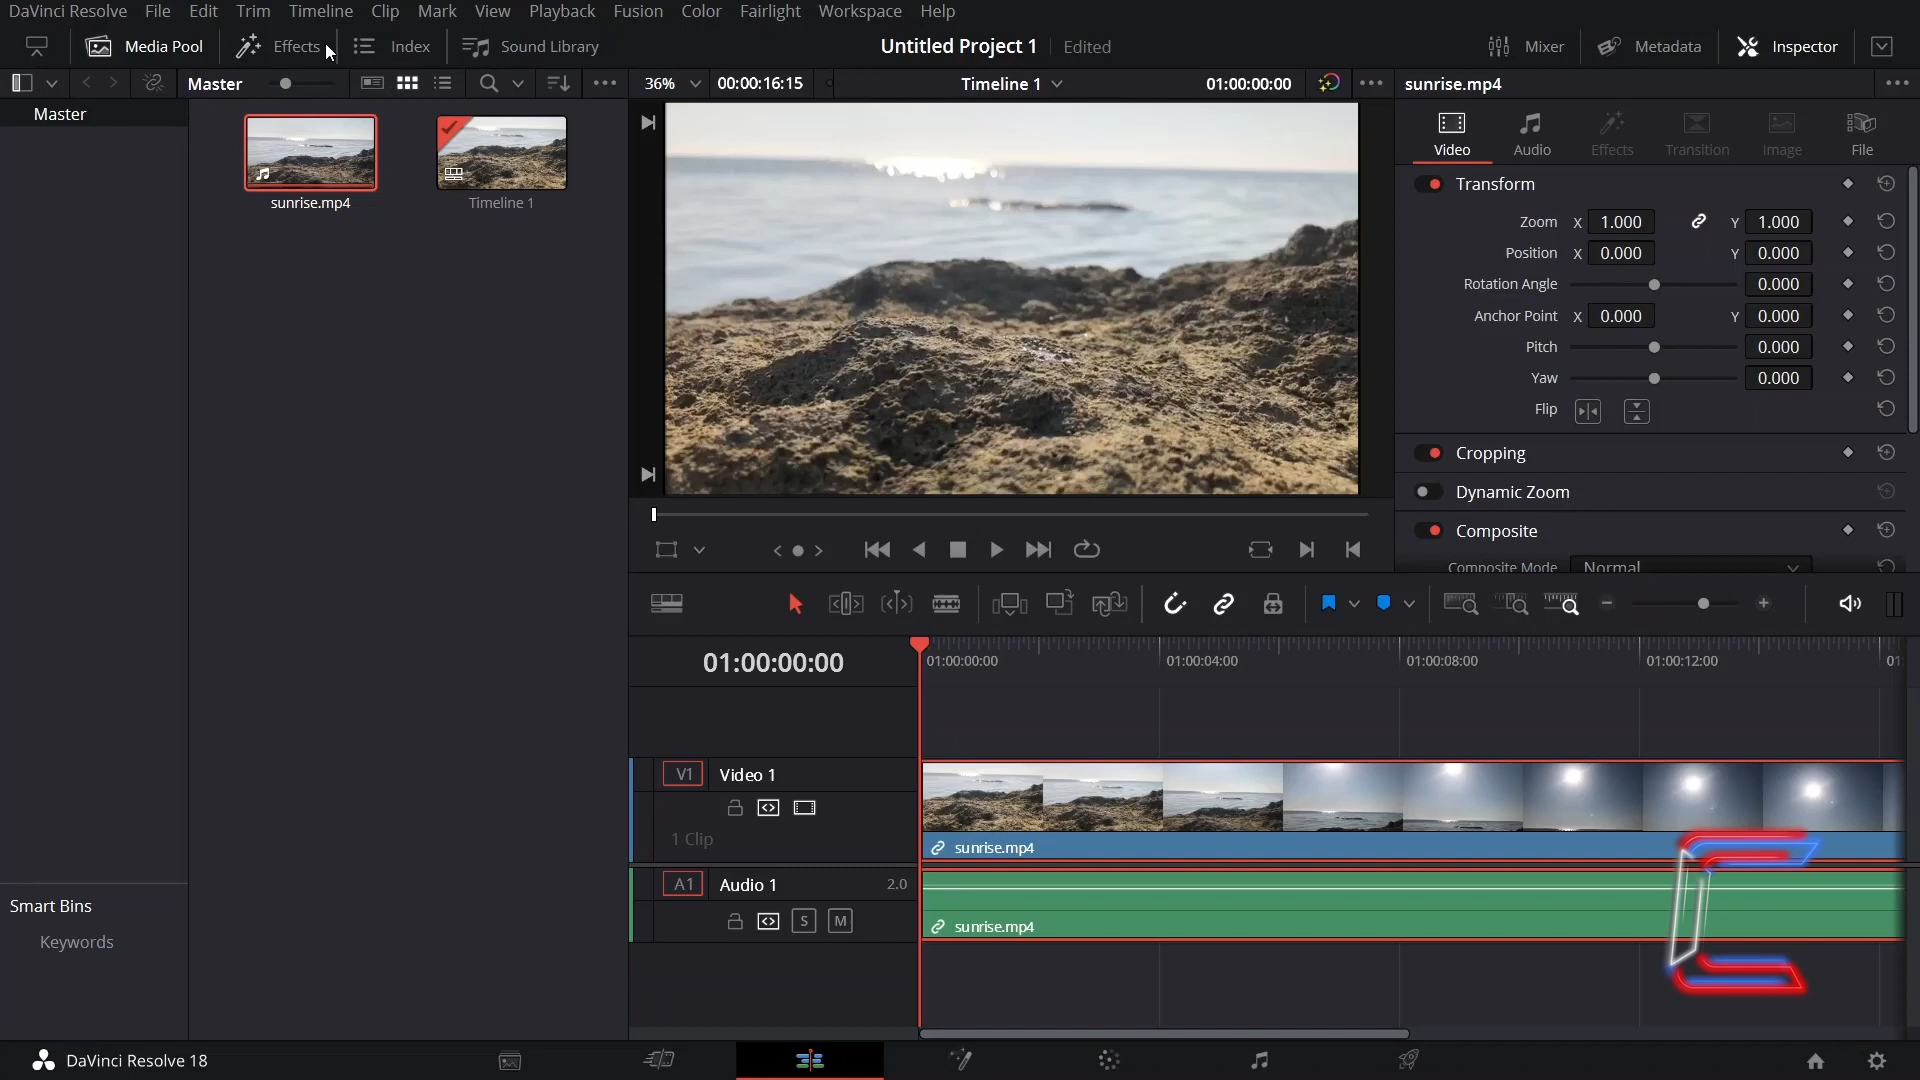 DaVinci Resolve File Edit Trim Timeline Clip Mark View Playback Fusion Color Fairlight Workspace Help
Media Pool Effects Index Sound Library Untitled Project 1 Edited Mixer Metadata Inspector
Master 36% 00:00:16:15 Timeline 1 01:00:00:00 sunrise.mp4
Master
sunrise.mp4 Timeline 1
Video Audio Effects Transition Image File
Transform
Zoom X 1.000 Y 1.000
Position X 0.000 Y 0.000
Rotation Angle 0.000
Anchor Point X 0.000 Y 0.000
Pitch 0.000
Yaw 0.000
Flip
Cropping
Dynamic Zoom
Composite
Composite Mode Normal
01:00:00:00 01:00:00:00 01:00:04:00 01:00:08:00 01:00:12:00 01:
V1 Video 1
1 Clip
sunrise.mp4
A1 Audio 1 2.0
S M
sunrise.mp4
Smart Bins
Keywords
DaVinci Resolve 18